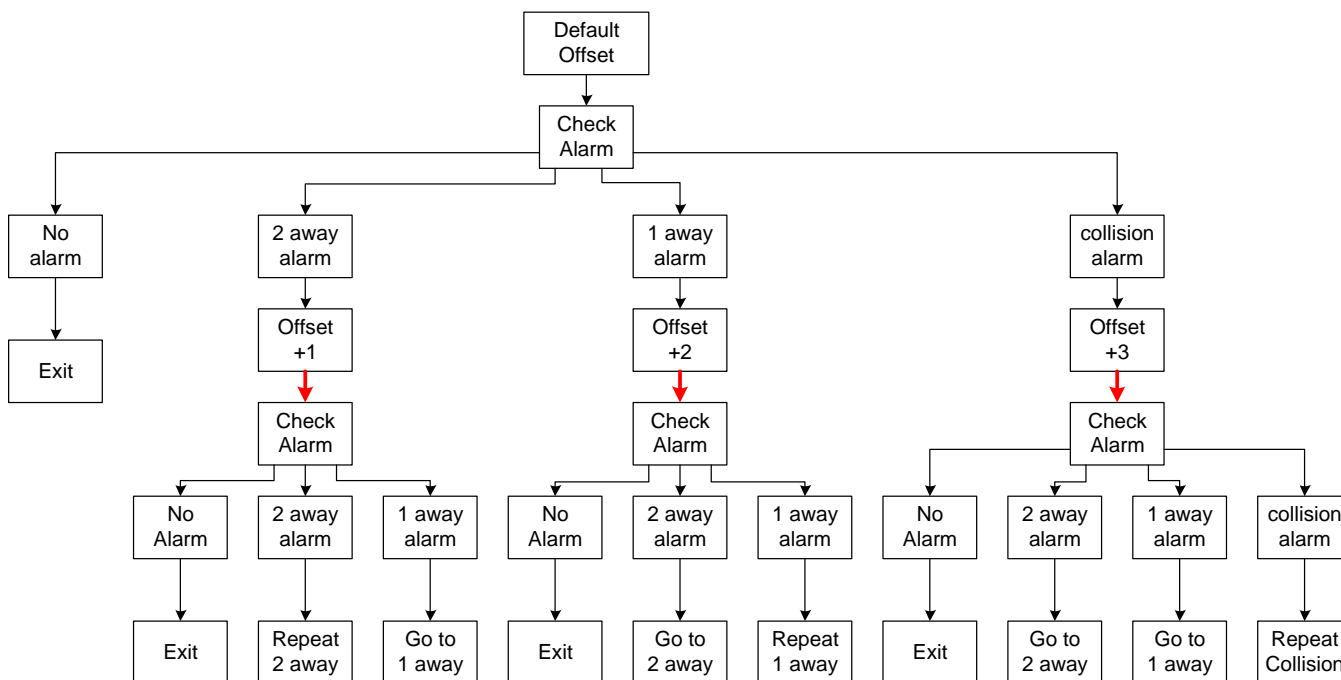 Default
Offset
Check
Alarm
No
alarm
2 away
alarm
1 away
alarm
collision
alarm
Exit
Offset
+1
Offset
+2
Offset
+3
Check
Alarm
Check
Alarm
Check
Alarm
No
Alarm
2 away
alarm
1 away
alarm
No
Alarm
2 away
alarm
1 away
alarm
No
Alarm
2 away
alarm
1 away
alarm
collision
alarm
Exit
Repeat
2 away
Go to
1 away
Exit
Go to
2 away
Repeat
1 away
Exit
Go to
2 away
Go to
1 away
Repeat
Collision